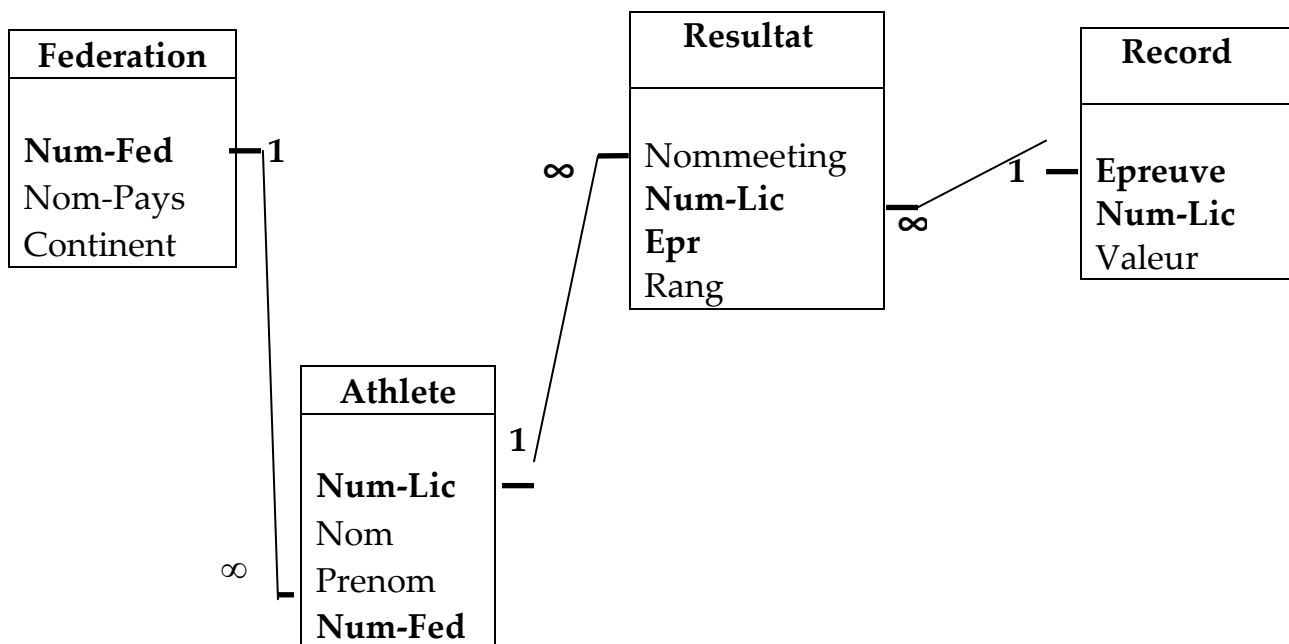 Federation
Num-Fed
Nom-Pays
Continent
1
∞
Athlete
Num-Lic
Nom
Prenom
Num-Fed
1
∞
Resultat
Nommeeting
Num-Lic
Epr
Rang
∞
1
Record
Epreuve
Num-Lic
Valeur